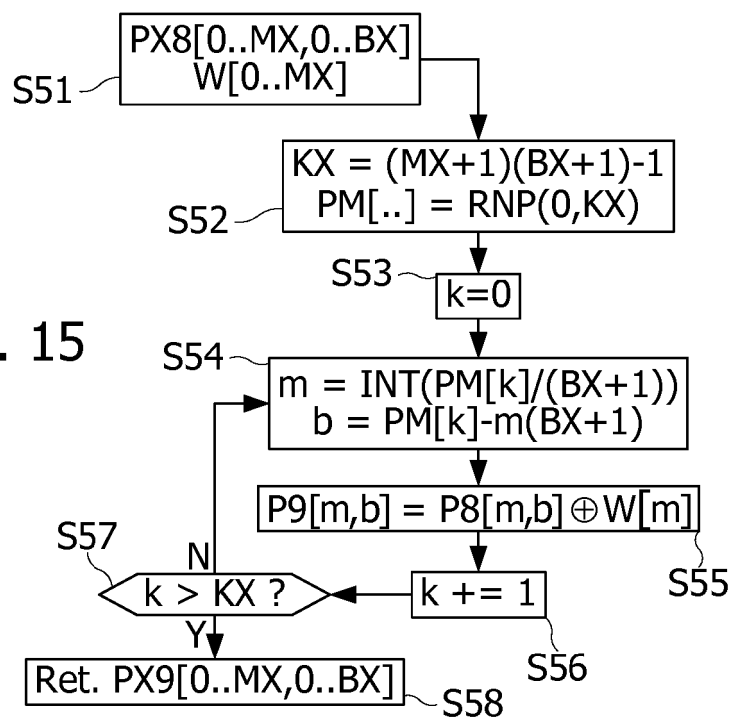 PX8[0..MX,0..BX]
W[0..MX]
S51
KX = (MX+1)(BX+1)-1
PM[..] = RNP(0,KX)
S52
S53
k=0
. 15
S54
m = INT(PM[k]/(BX+1))
b = PM[k]-m(BX+1)
P9[m,b] = P8[m,b]⊕W[m]
S55
S57
N
k > KX ?
k += 1
S56
Y
Ret. PX9[0..MX,0..BX]
S58